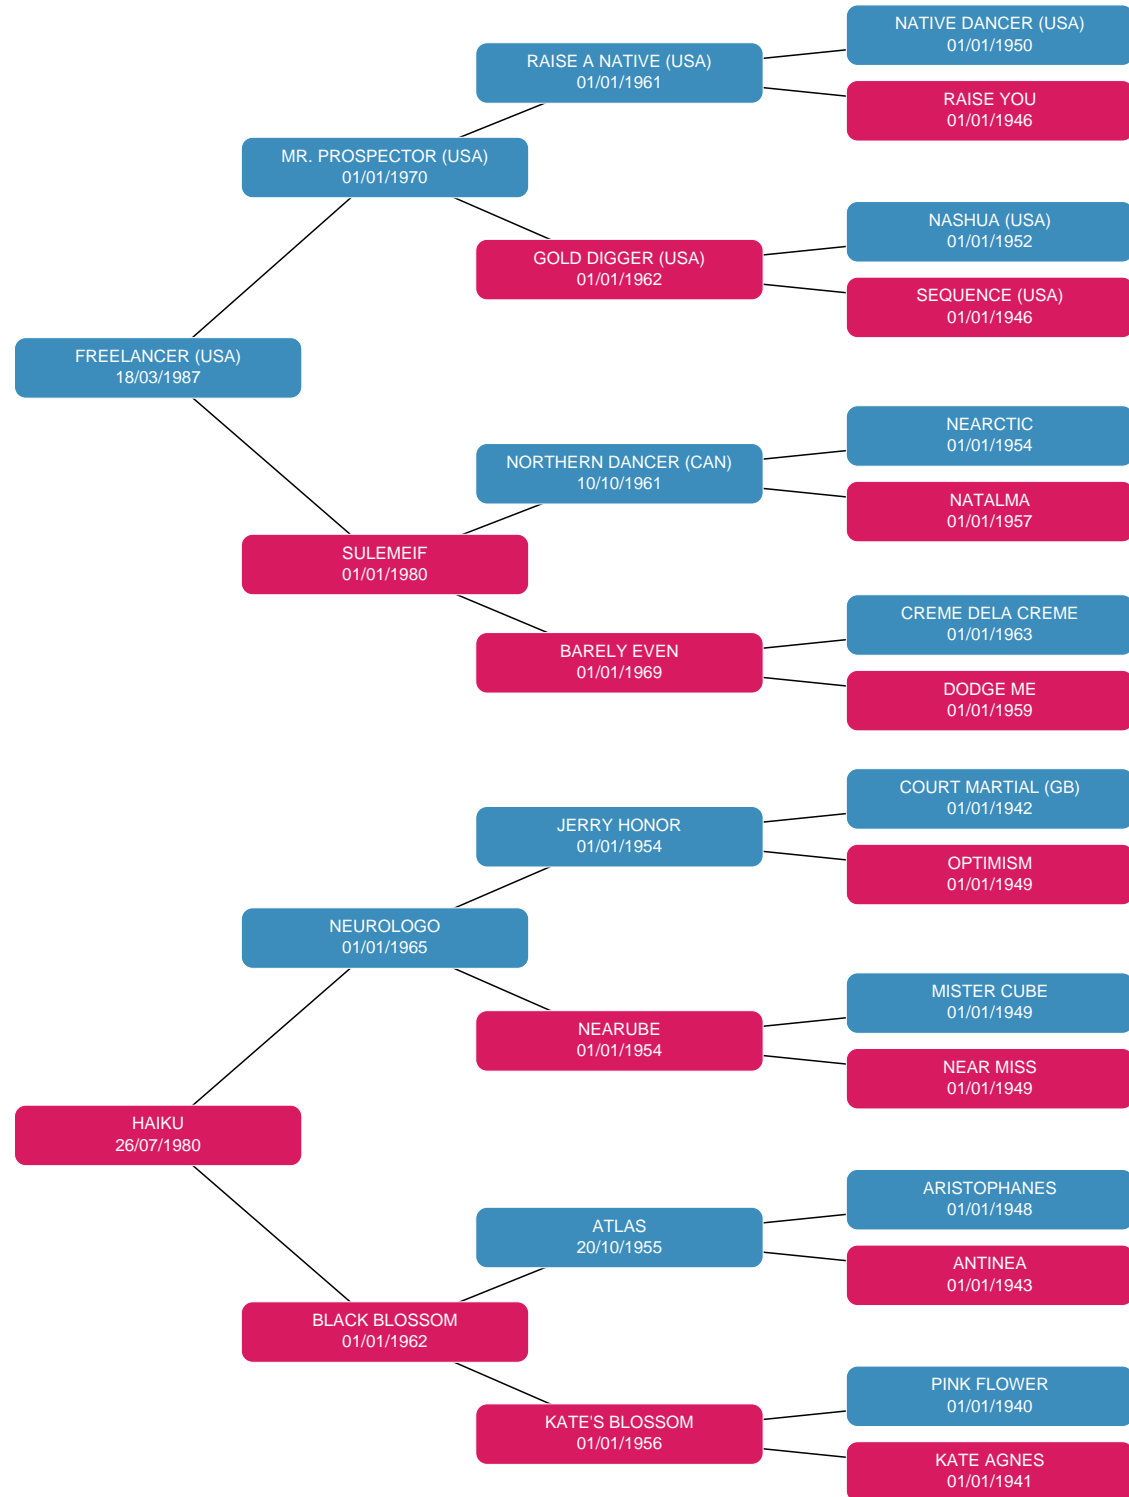 NATIVE DANCER (USA)
01/01/1950
RAISE A NATIVE (USA)
01/01/1961
RAISE YOU
01/01/1946
MR. PROSPECTOR (USA)
01/01/1970
NASHUA (USA)
01/01/1952
GOLD DIGGER (USA)
01/01/1962
SEQUENCE (USA)
01/01/1946
FREELANCER (USA)
18/03/1987
NEARCTIC
01/01/1954
NORTHERN DANCER (CAN)
10/10/1961
NATALMA
01/01/1957
SULEMEIF
01/01/1980
CREME DELA CREME
01/01/1963
BARELY EVEN
01/01/1969
DODGE ME
01/01/1959
COURT MARTIAL (GB)
01/01/1942
JERRY HONOR
01/01/1954
OPTIMISM
01/01/1949
NEUROLOGO
01/01/1965
MISTER CUBE
01/01/1949
NEARUBE
01/01/1954
NEAR MISS
01/01/1949
HAIKU
26/07/1980
ARISTOPHANES
01/01/1948
ATLAS
20/10/1955
ANTINEA
01/01/1943
BLACK BLOSSOM
01/01/1962
PINK FLOWER
01/01/1940
KATE'S BLOSSOM
01/01/1956
KATE AGNES
01/01/1941